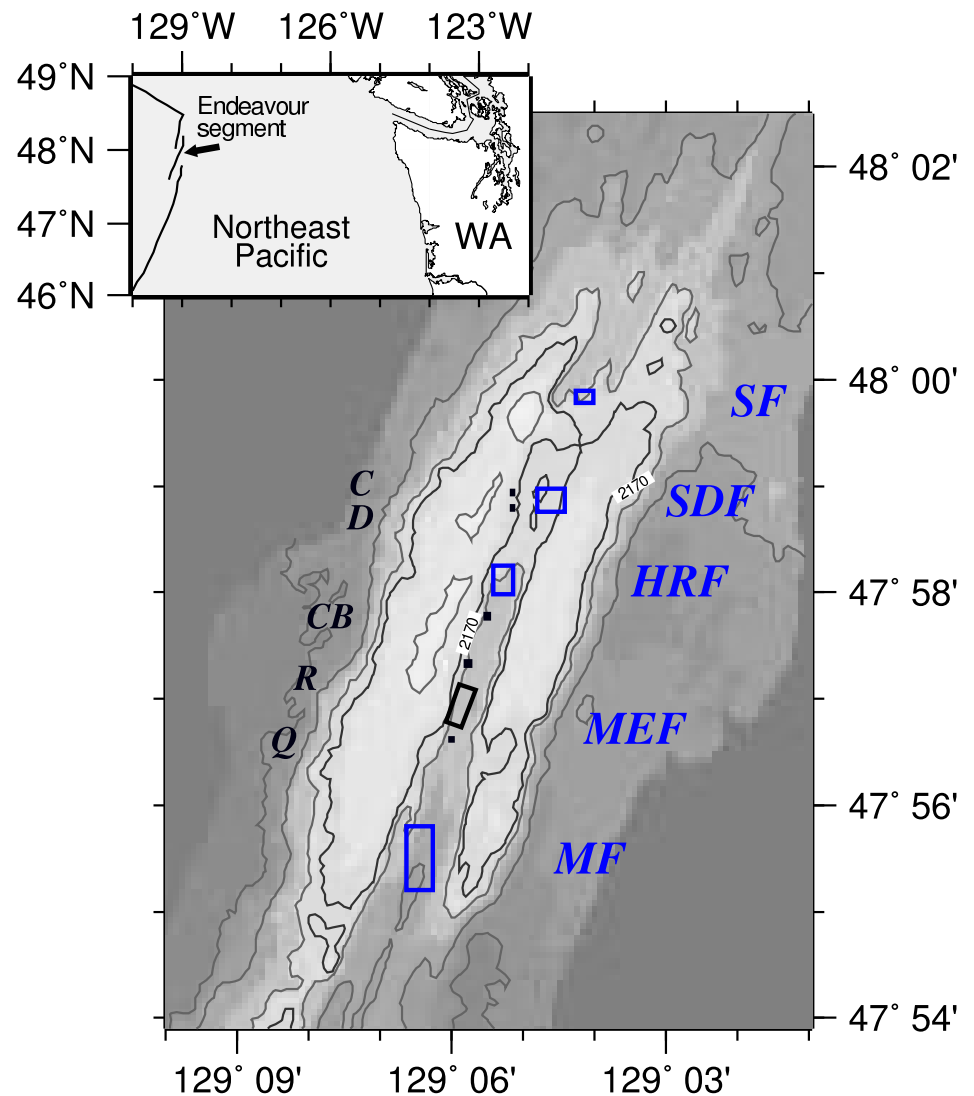 129˚W 126˚W 123˚W
49˚N
48˚N
47˚N
46˚N
Endeavour
segment
Northeast
Pacific
WA
48˚ 02'
48˚ 00'
47˚ 58'
47˚ 56'
47˚ 54'
SF
2170
SDF
C
D
HRF
CB
2170
R
MEF
Q
MF
129˚ 09' 129˚ 06' 129˚ 03'